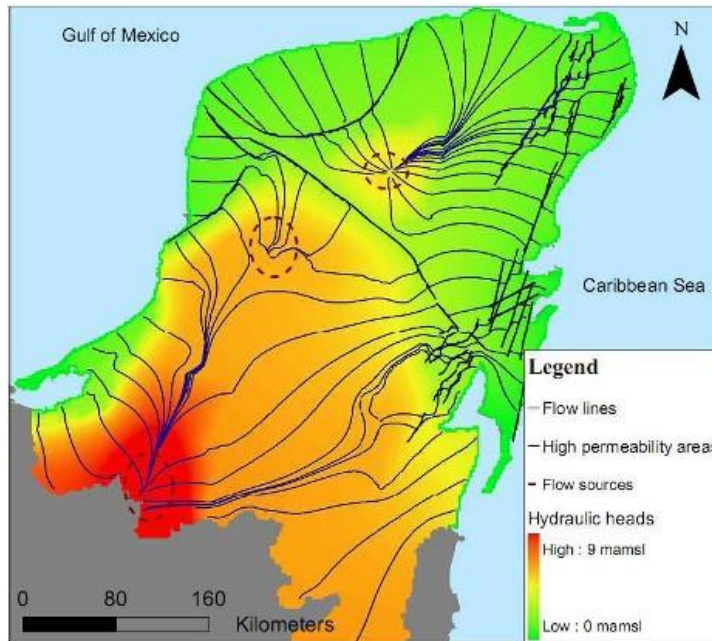 Gulf of Mexico
N
Caribbean Sea
Legend
Flow lines
High permeability areas
Flow sources
Hydraulic heads
High : 9 mamsl
Low : 0 mamsl
0 80 160
Kilometers